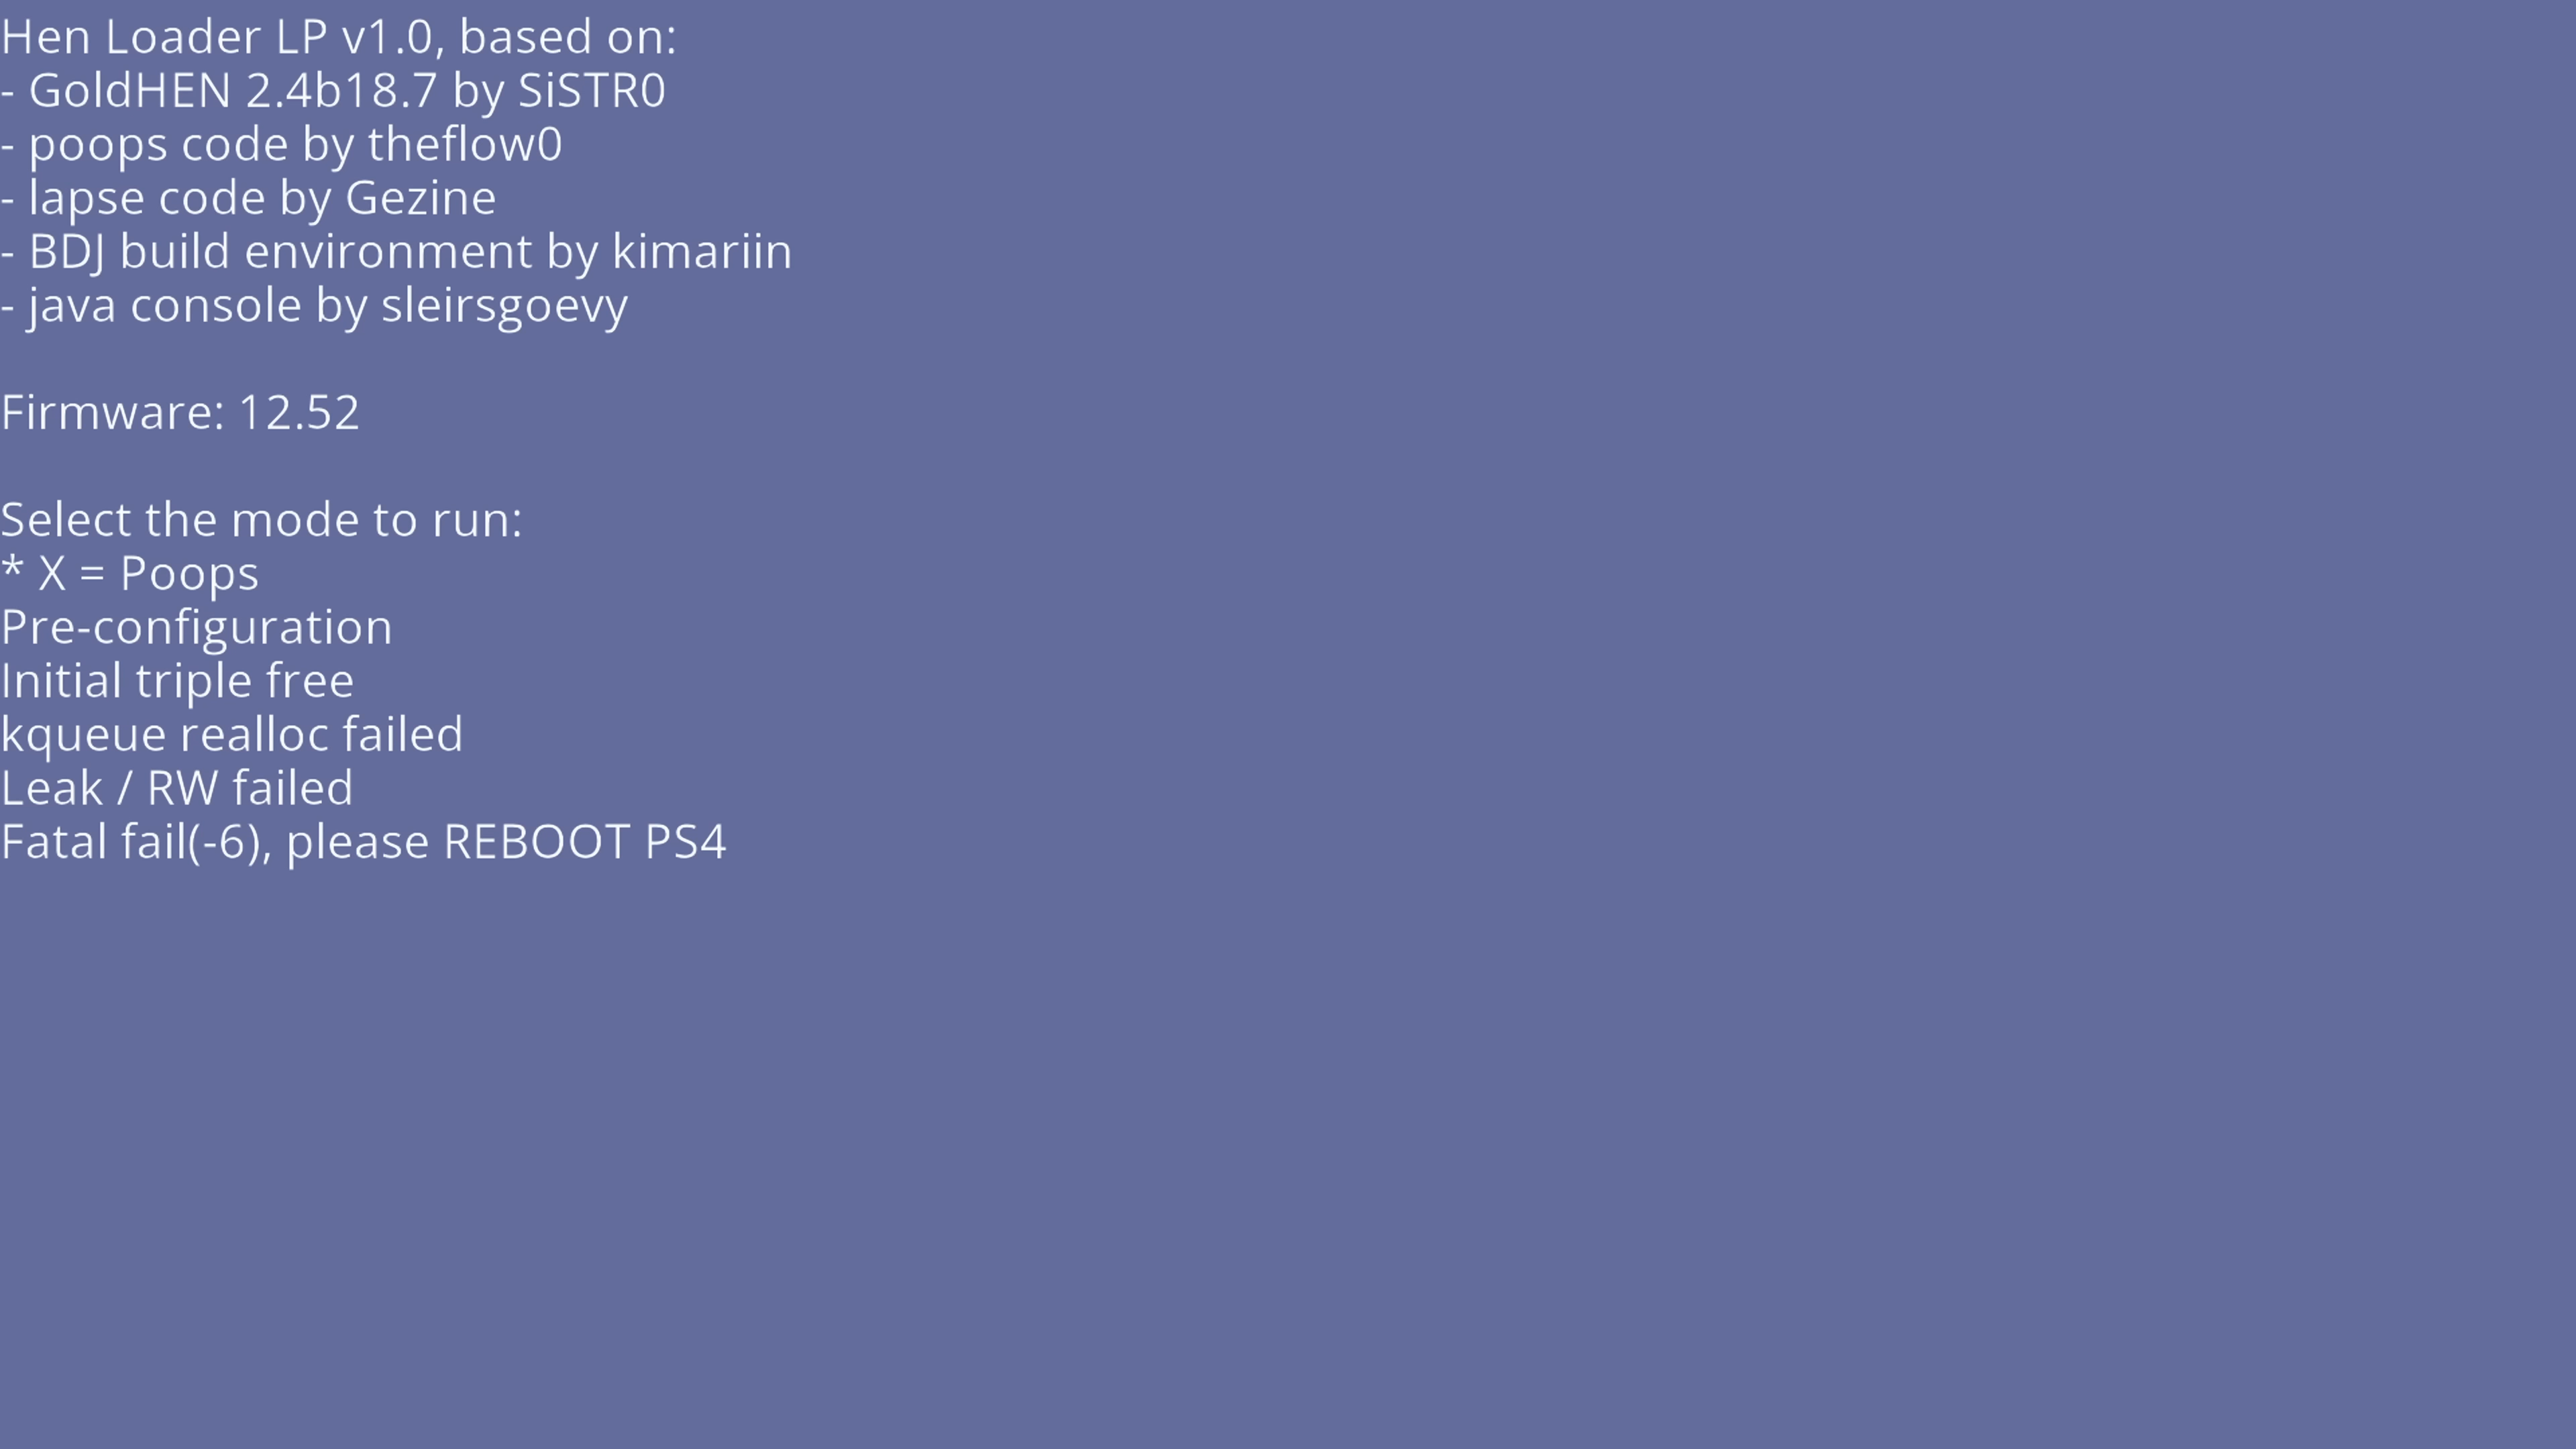 Hen Loader LP v1.0, based on:
- GoldHEN 2.4b18.7 by SiSTR0
- poops code by theflow0
- lapse code by Gezine
- BDJ build environment by kimariin
- java console by sleirsgoevy
Firmware: 12.52
Select the mode to run:
* X = Poops
Pre-configuration
Initial triple free
kqueue realloc failed
Leak / RW failed
Fatal fail(-6), please REBOOT PS4